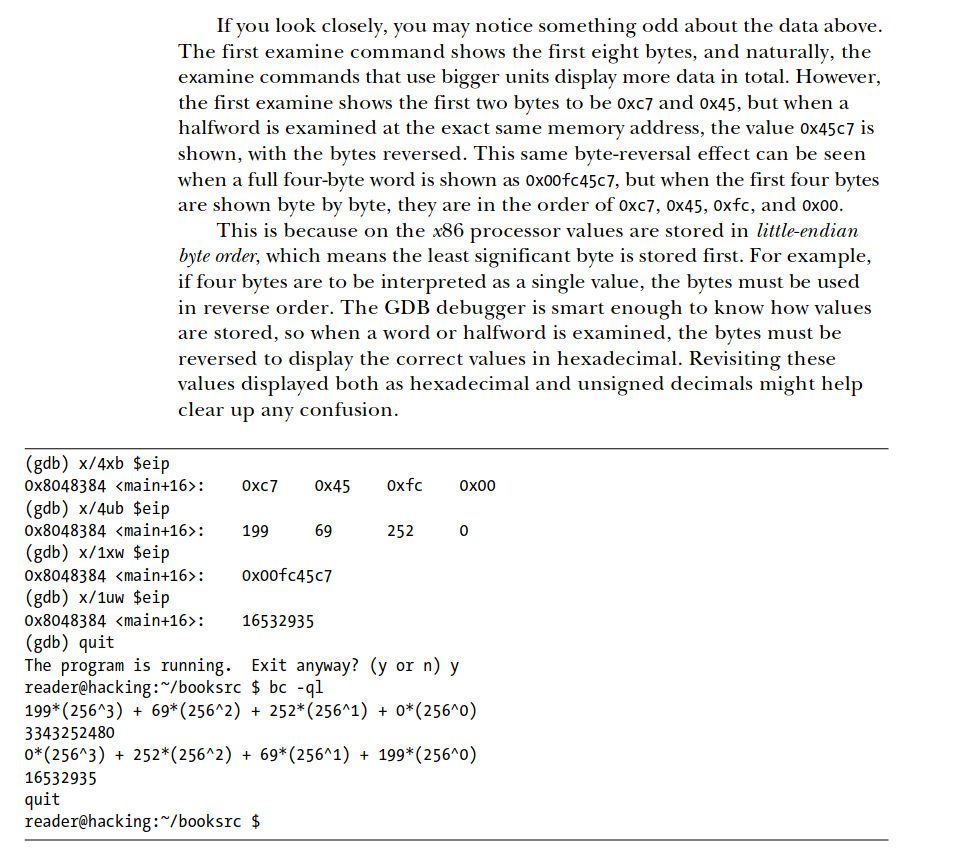 If you look closely, you may notice something odd about the data above.
The first examine command shows the first eight bytes, and naturally, the
examine commands that use bigger units display more data in total. However,
the first examine shows the first two bytes to be 0xc7 and 0x45, but when a
halfword is examined at the exact same memory address, the value 0x45c7 is
shown, with the bytes reversed. This same byte-reversal effect can be seen
when a full four-byte word is shown as 0x00fc45c7, but when the first four bytes
are shown byte by byte, they are in the order of 0xc7, 0x45, 0xfc, and 0x00.
This is because on the x86 processor values are stored in little-endian
byte order, which means the least significant byte is stored first. For example,
if four bytes are to be interpreted as a single value, the bytes must be used
in reverse order. The GDB debugger is smart enough to know how values
are stored, so when a word or halfword is examined, the bytes must be
reversed to display the correct values in hexadecimal. Revisiting these
values displayed both as hexadecimal and unsigned decimals might help
clear up any confusion.
(gdb) x/4xb $eip
0x8048384 <main+16>:    0xc7    0x45    0xfc    0x00
(gdb) x/4ub $eip
0x8048384 <main+16>:    199     69      252     0
(gdb) x/1xw $eip
0x8048384 <main+16>:    0x00fc45c7
(gdb) x/1uw $eip
0x8048384 <main+16>:    16532935
(gdb) quit
The program is running.  Exit anyway? (y or n) y
reader@hacking:~/booksrc $ bc -ql
199*(256^3) + 69*(256^2) + 252*(256^1) + 0*(256^0)
3343252480
0*(256^3) + 252*(256^2) + 69*(256^1) + 199*(256^0)
16532935
quit
reader@hacking:~/booksrc $